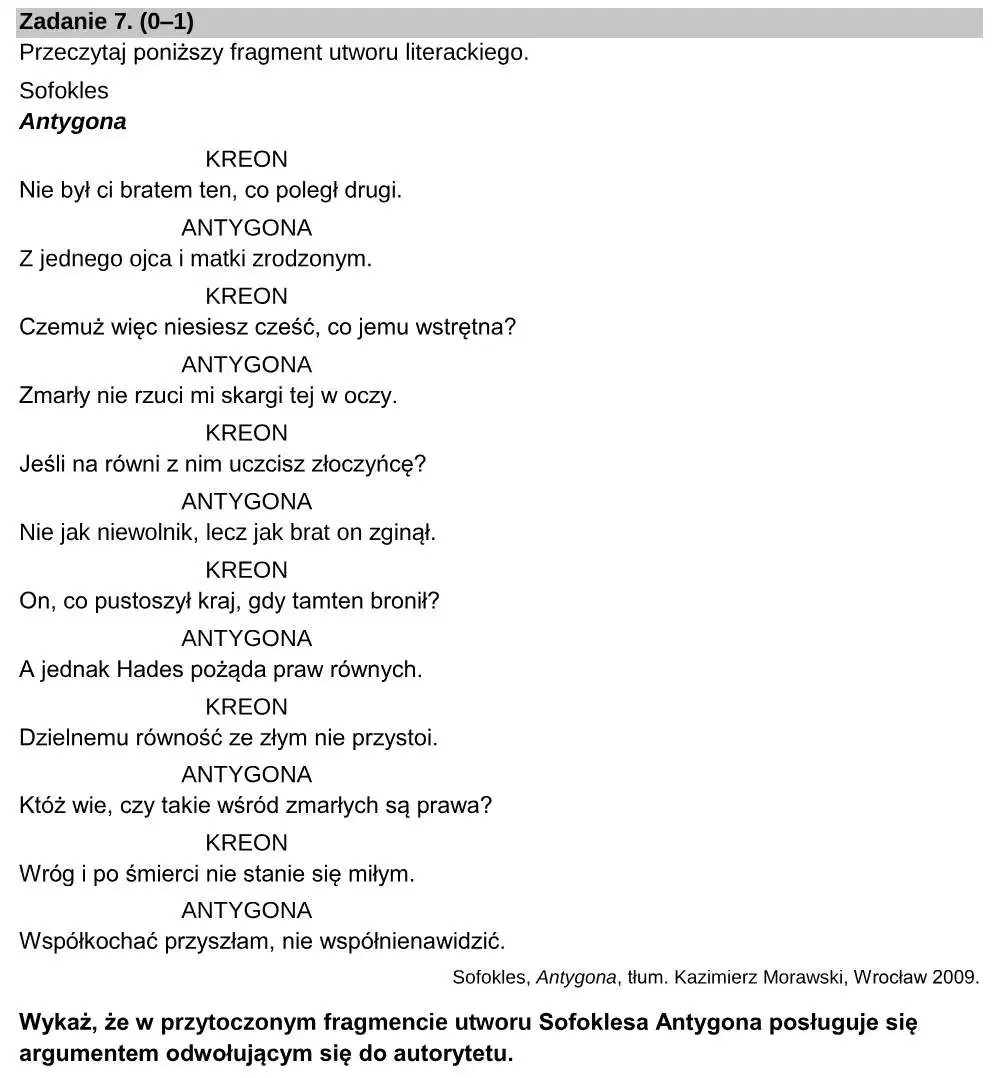 Zadanie 7. (0–1)
Przeczytaj poniższy fragment utworu literackiego.
Sofokles
Antygona
KREON
Nie był ci bratem ten, co poległ drugi.
ANTYGONA
Z jednego ojca i matki zrodzonym.
KREON
Czemuż więc niesiesz cześć, co jemu wstrętna?
ANTYGONA
Zmarły nie rzuci mi skargi tej w oczy.
KREON
Jeśli na równi z nim uczcisz złoczyńcę?
ANTYGONA
Nie jak niewolnik, lecz jak brat on zginął.
KREON
On, co pustoszył kraj, gdy tamten bronił?
ANTYGONA
A jednak Hades pożąda praw równych.
KREON
Dzielnemu równość ze złym nie przystoi.
ANTYGONA
Któż wie, czy takie wśród zmarłych są prawa?
KREON
Wróg i po śmierci nie stanie się miłym.
ANTYGONA
Współkochać przyszłam, nie współnienawidzić.
Sofokles, Antygona, tłum. Kazimierz Morawski, Wrocław 2009.
Wykaż, że w przytoczonym fragmencie utworu Sofoklesa Antygona posługuje się
argumentem odwołującym się do autorytetu.